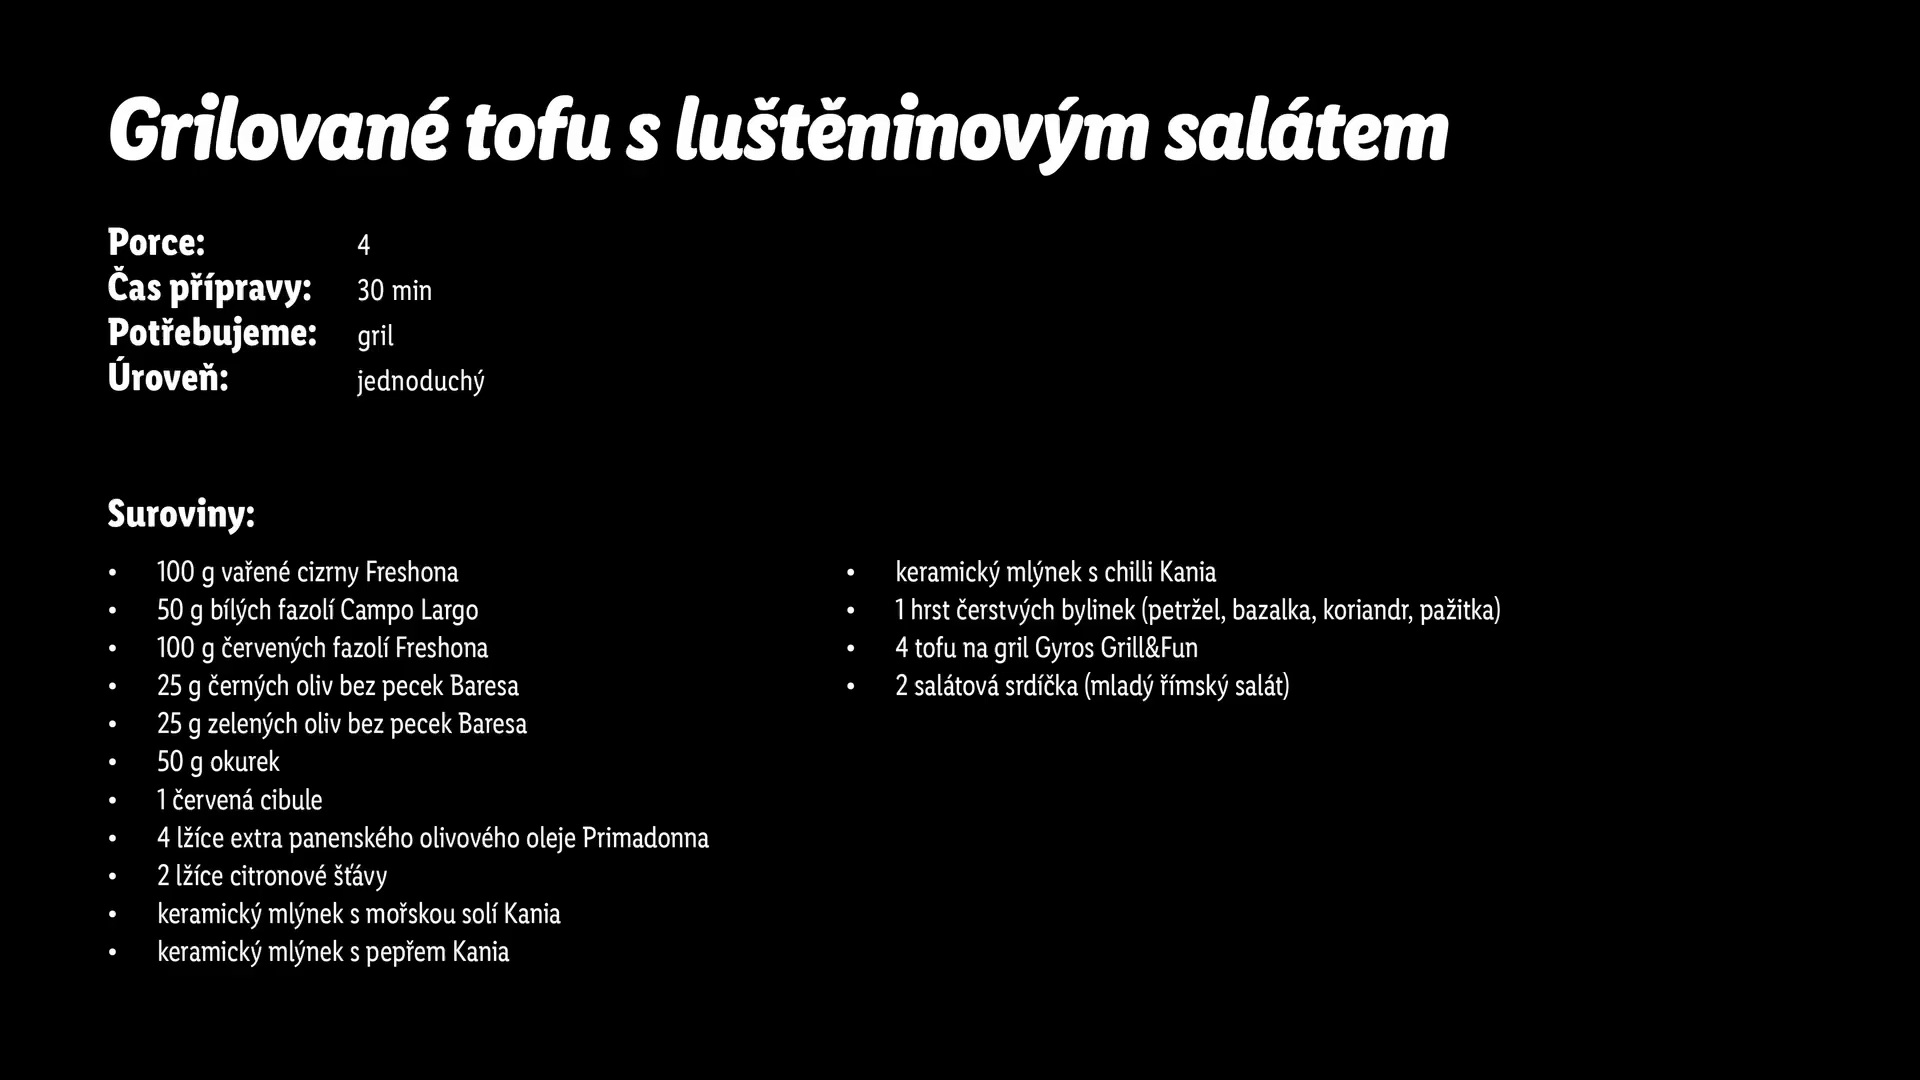 Grilované tofu s luštěninovým salátem
Porce: 4
Čas přípravy: 30 min
Potřebujeme: gril
Úroveň: jednoduchý
Suroviny:
• 100 g vařené cizrny Freshona
• 50 g bílých fazolí Campo Largo
• 100 g červených fazolí Freshona
• 25 g černých oliv bez pecek Baresa
• 25 g zelených oliv bez pecek Baresa
• 50 g okurek
• 1 červená cibule
• 4 lžíce extra panenského olivového oleje Primadonna
• 2 lžíce citronové šťávy
• keramický mlýnek s mořskou solí Kania
• keramický mlýnek s pepřem Kania
• keramický mlýnek s chilli Kania
• 1 hrst čerstvých bylinek (petržel, bazalka, koriandr, pažitka)
• 4 tofu na gril Gyros Grill&Fun
• 2 salátová srdíčka (mladý římský salát)